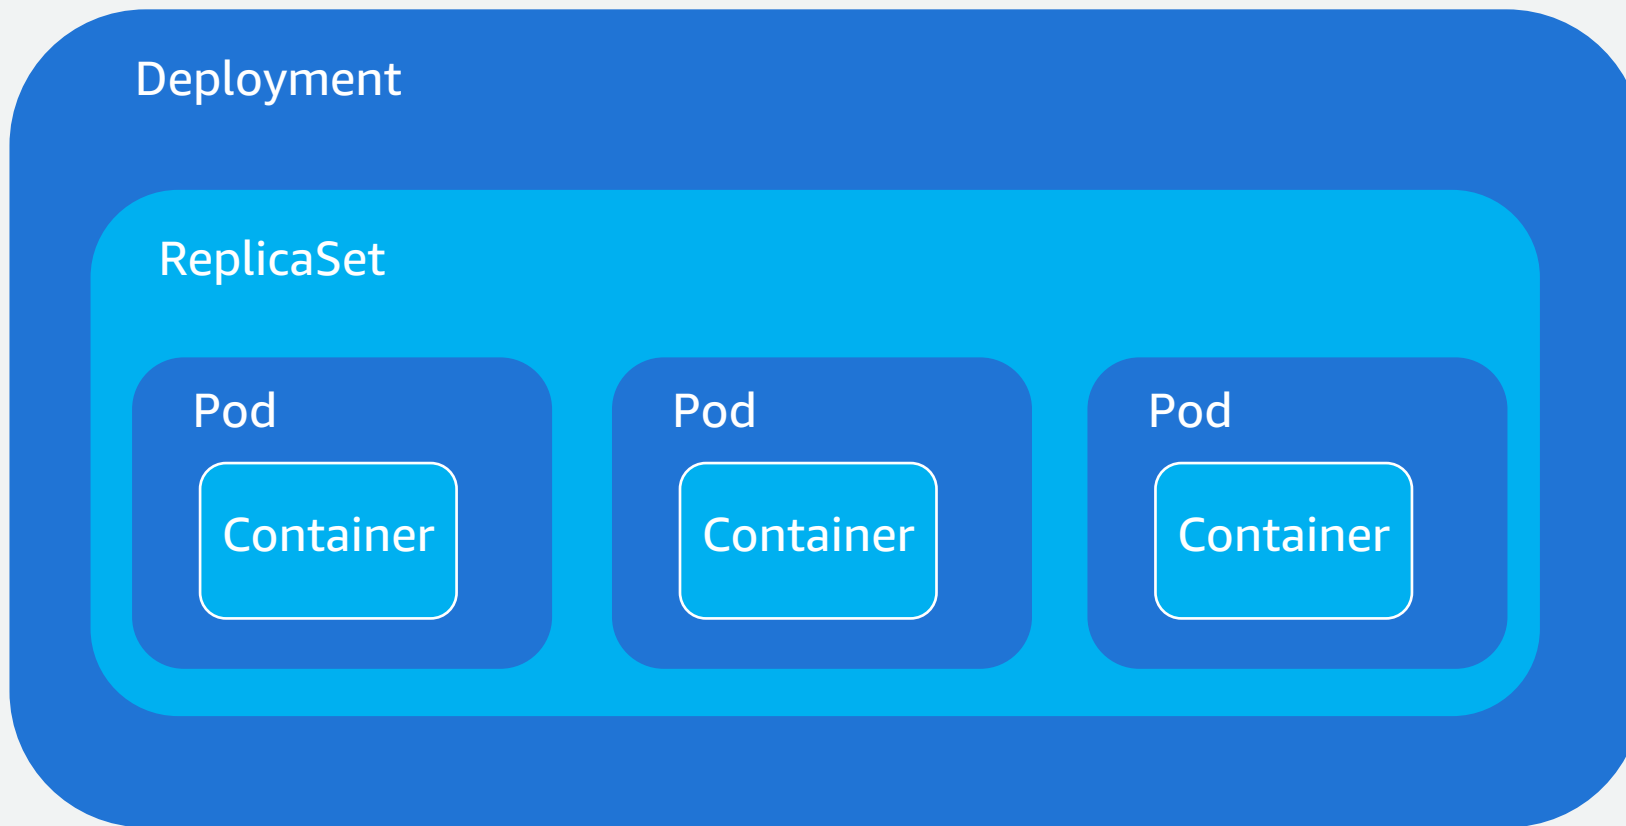 Deployment
ReplicaSet
Pod
Pod
Pod
Container
Container
Container